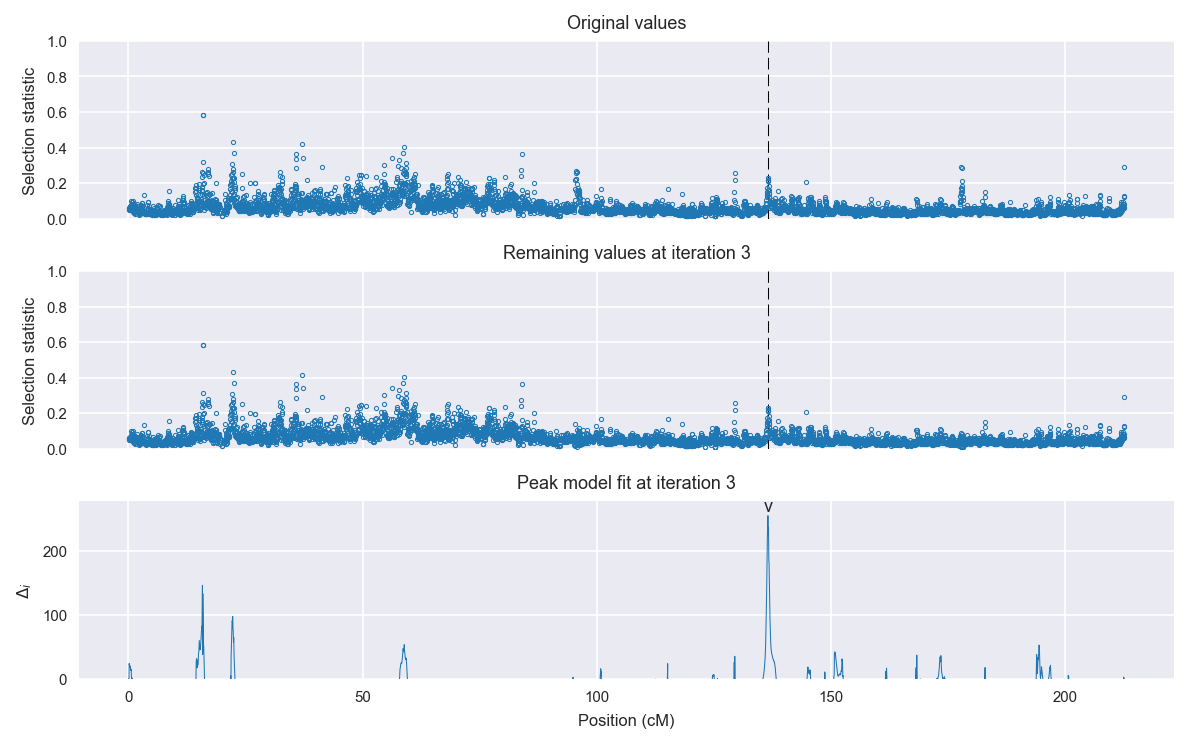 Original values
1.0
0.8
0.6
0.4
0.2
0.0
Selection statistic
Remaining values at iteration 3
1.0
0.8
0.6
0.4
0.2
0.0
Selection statistic
Peak model fit at iteration 3
v
200
100
0
Δi
0
50
100
150
200
Position (cM)